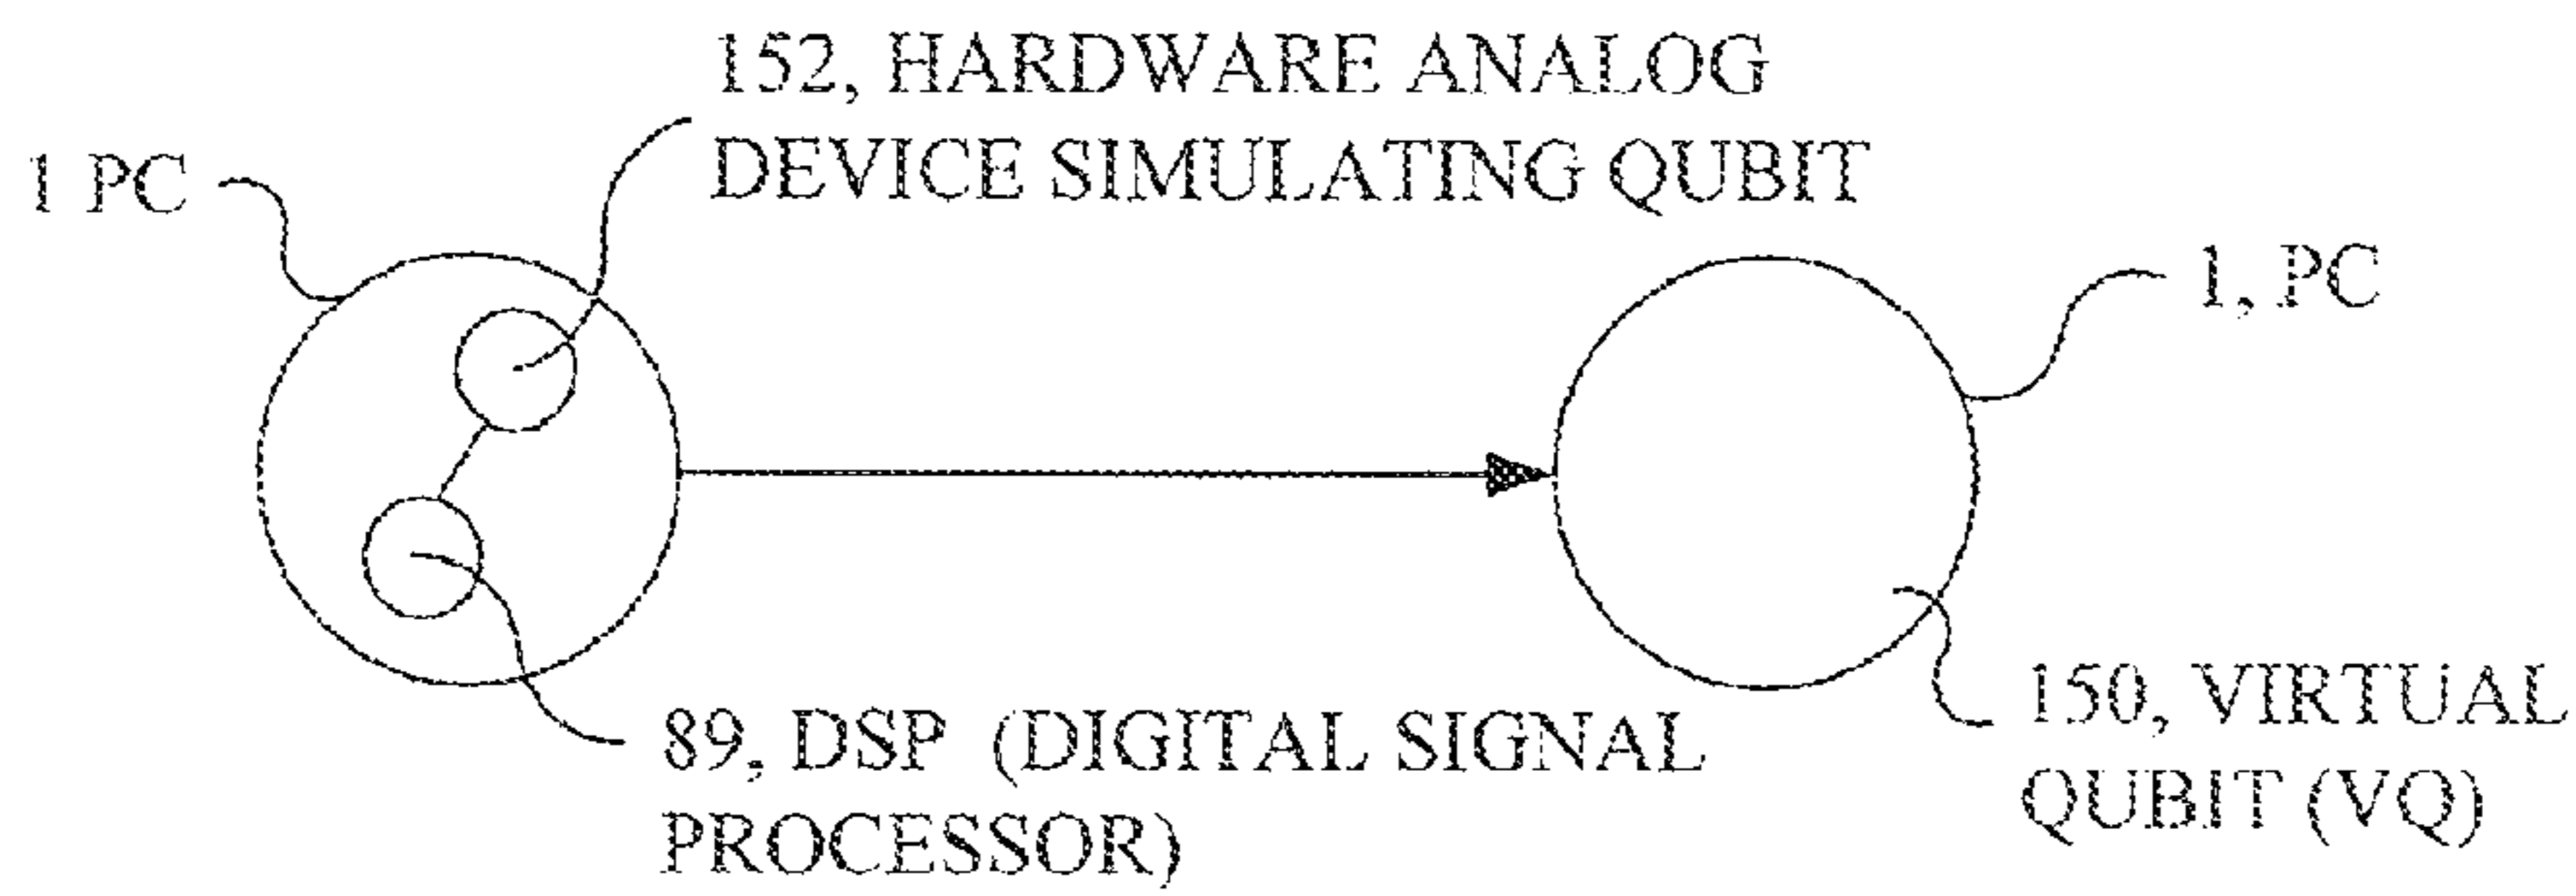 152, HARDWARE ANALOG
DEVICE SIMULATING QUBIT
1 PC
1, PC
89, DSP (DIGITAL SIGNAL
PROCESSOR)
150, VIRTUAL
QUBIT (VQ)